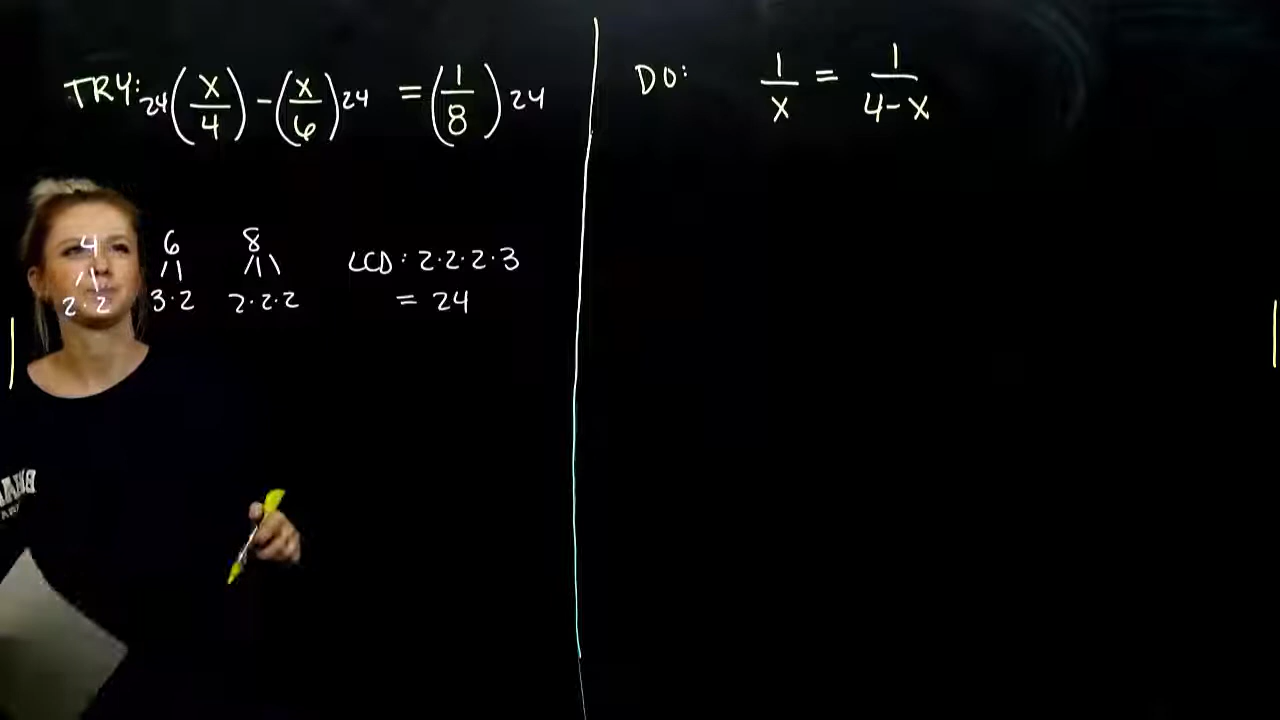 TRY: 24(x/4) - (x/6)24 = (1/8)24
4 6 8
2·2 3·2 2·2·2
LCD: 2·2·2·3
= 24
DO: 1/x = 1/(4-x)